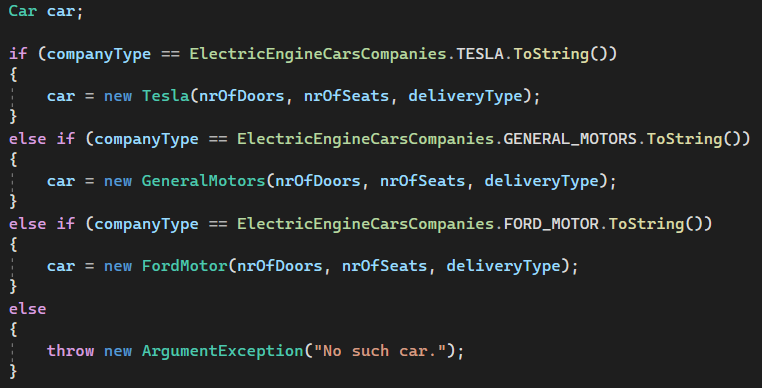 Car car;
if (companyType == ElectricEngineCarsCompanies.TESLA.ToString())
{
car = new Tesla(nrOfDoors, nrOfSeats, deliveryType);
}
else if (companyType == ElectricEngineCarsCompanies.GENERAL_MOTORS.ToString())
{
car = new GeneralMotors(nrOfDoors, nrOfSeats, deliveryType);
}
else if (companyType == ElectricEngineCarsCompanies.FORD_MOTOR.ToString())
{
car = new FordMotor(nrOfDoors, nrOfSeats, deliveryType);
}
else
{
throw new ArgumentException("No such car.");
}